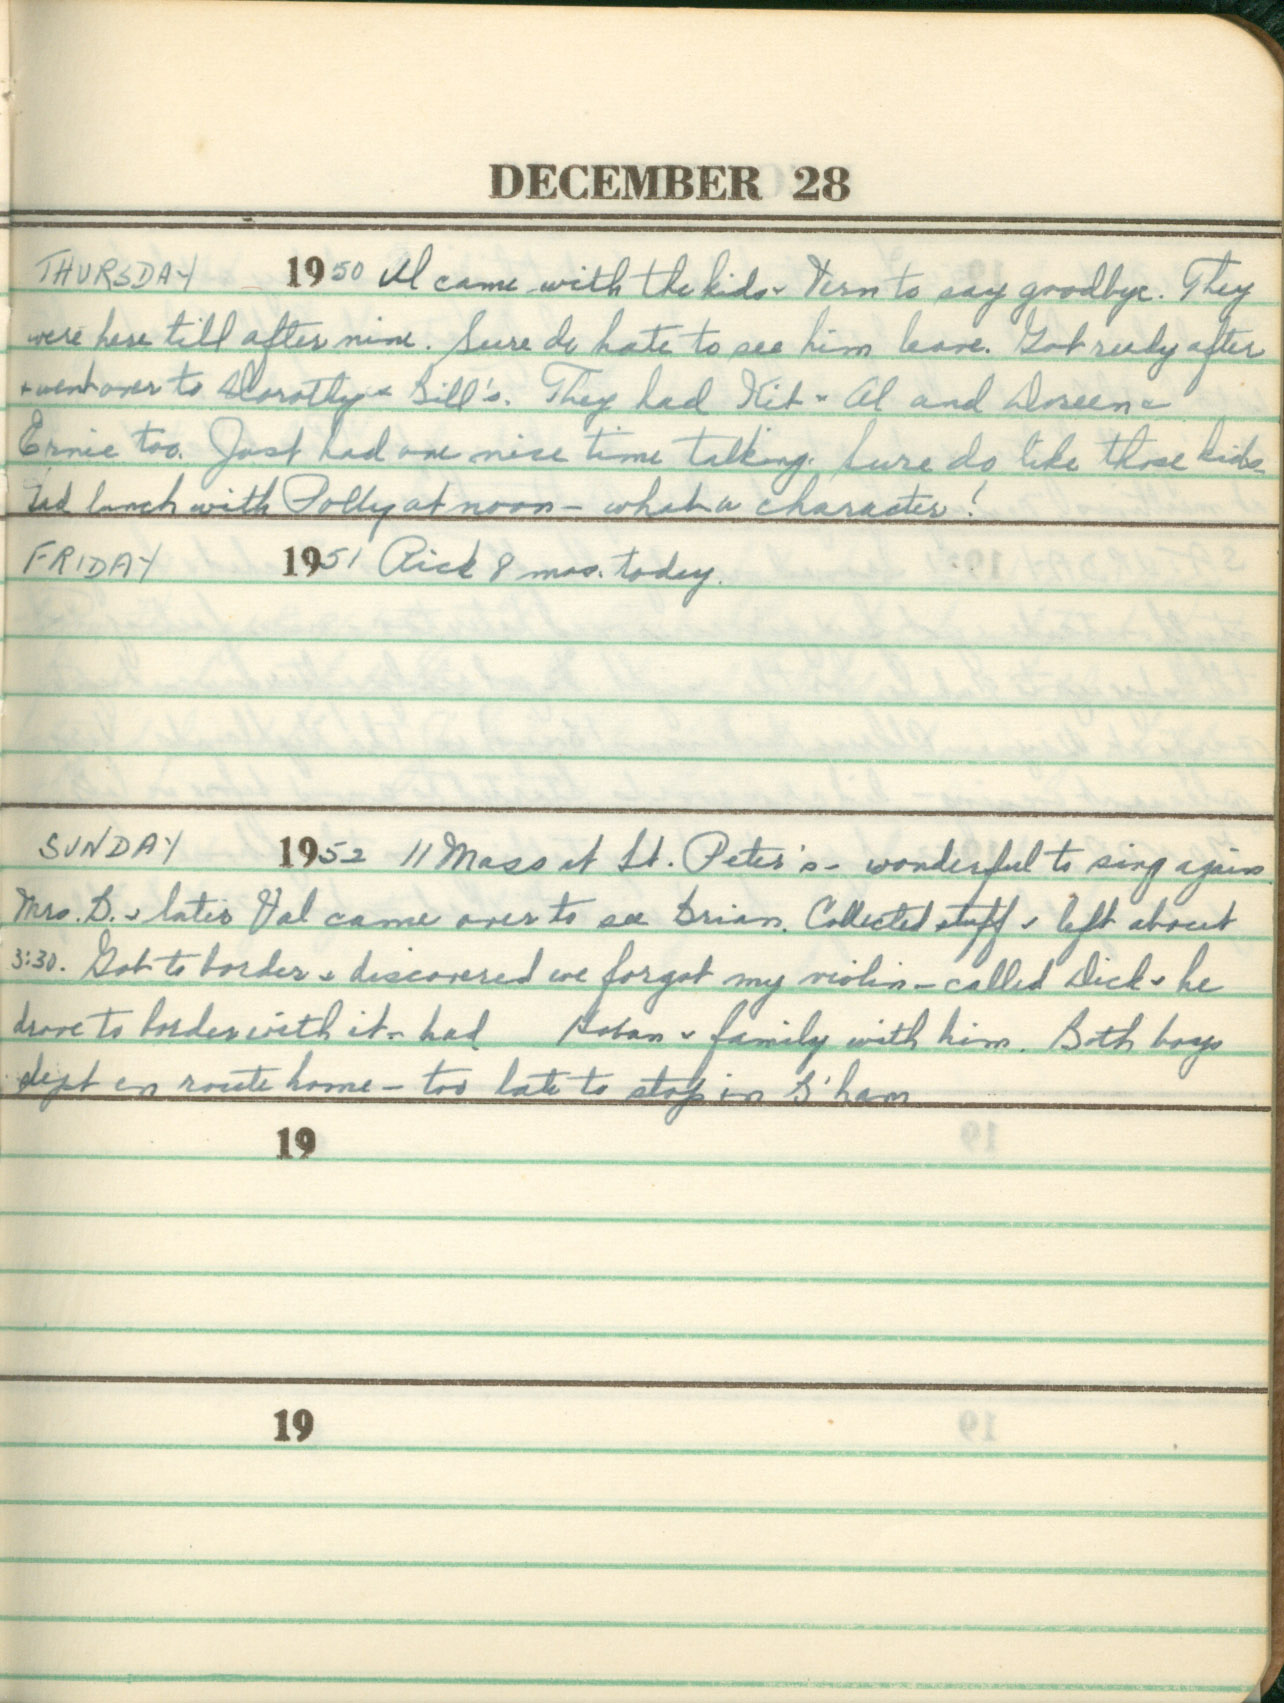 DECEMBER 28
THURSDAY 1950 Al came with the kids & Vern to say goodbye. They
were here till after nine. Sure do hate to see him leave. Got ready after
& went over to Dorothy & Bill's. They had Kit & Al and Doreen &
Ernie too. Just had one nice time talking. Sure do like those kids
Had lunch with Polly at noon – what a character!
FRIDAY 1951 Rick 8 mos. today.
SUNDAY 1952 11 Mass at St. Peter's – wonderful to sing again.
Mrs. B. & later Val came over to see Brian. Collected stuff & left about
3:30. Got to border & discovered we forgot my violin – called Dick & he
drove to border with it – had & family with him. Both boys
slept en route home – too late to stop in B'ham
19
19